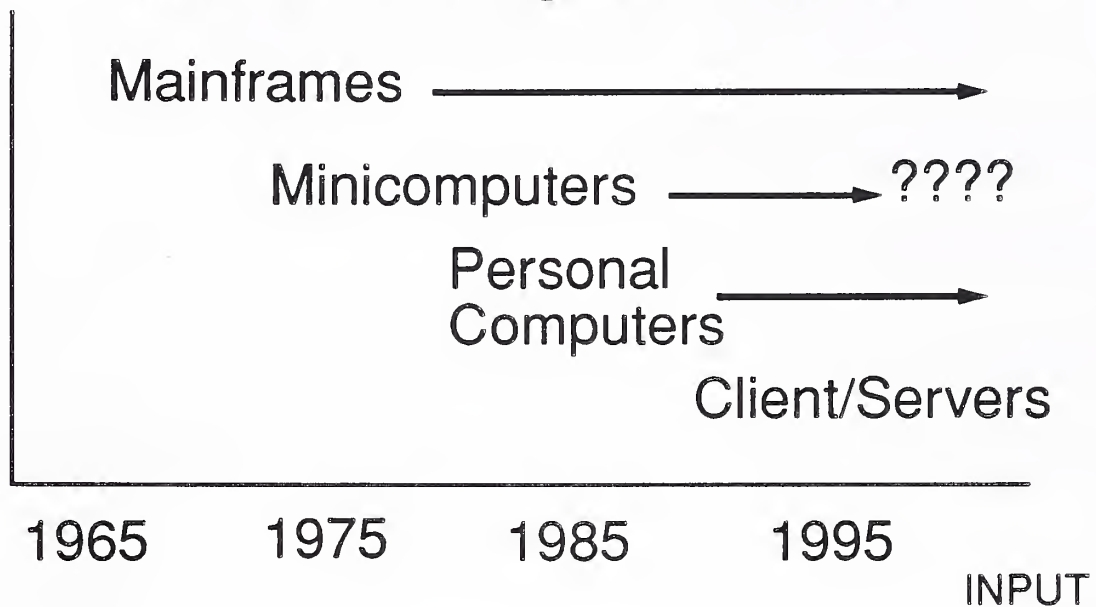 Mainframes
Minicomputers ????
Personal
Computers
Client/Servers
1965 1975 1985 1995
INPUT